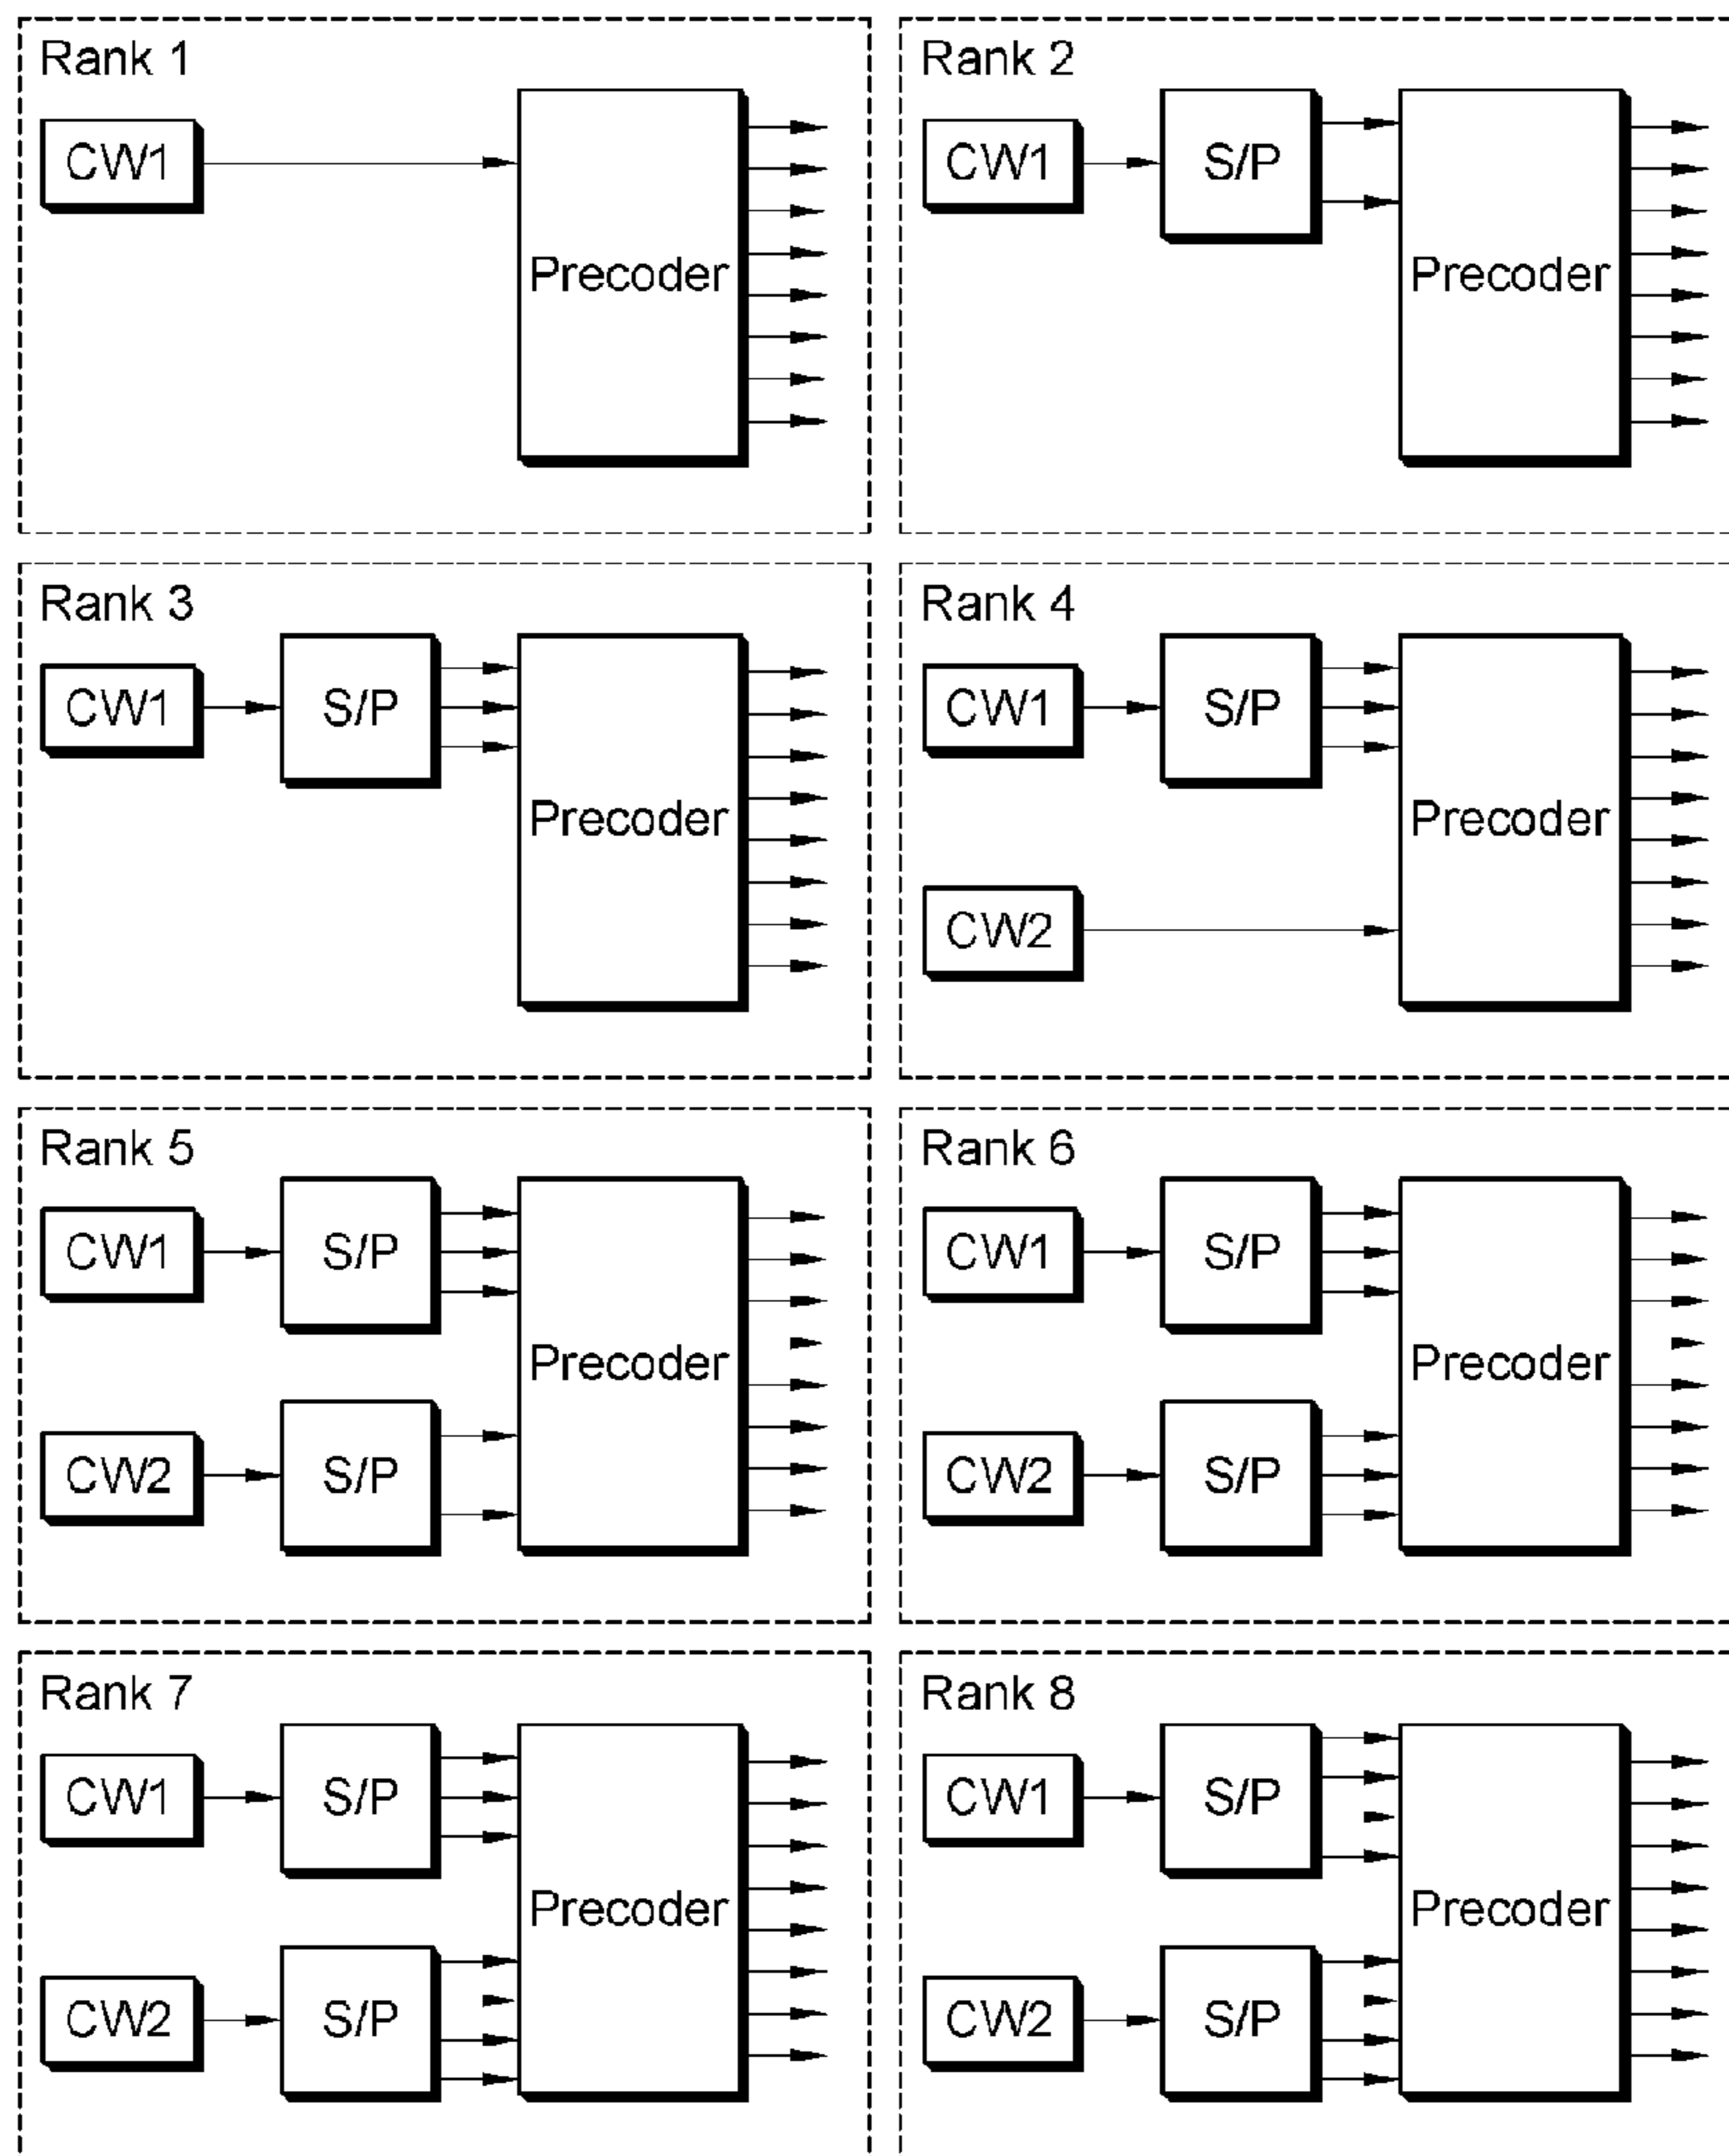 Rank 1
CW1
Precoder
Rank 2
CW1
S/P
Precoder
Rank 3
CW1
S/P
Precoder
Rank 4
CW1
S/P
Precoder
CW2
Rank 5
CW1
S/P
Precoder
CW2
S/P
Rank 6
CW1
S/P
Precoder
CW2
S/P
Rank 7
CW1
S/P
Precoder
CW2
S/P
Rank 8
CW1
S/P
Precoder
CW2
S/P